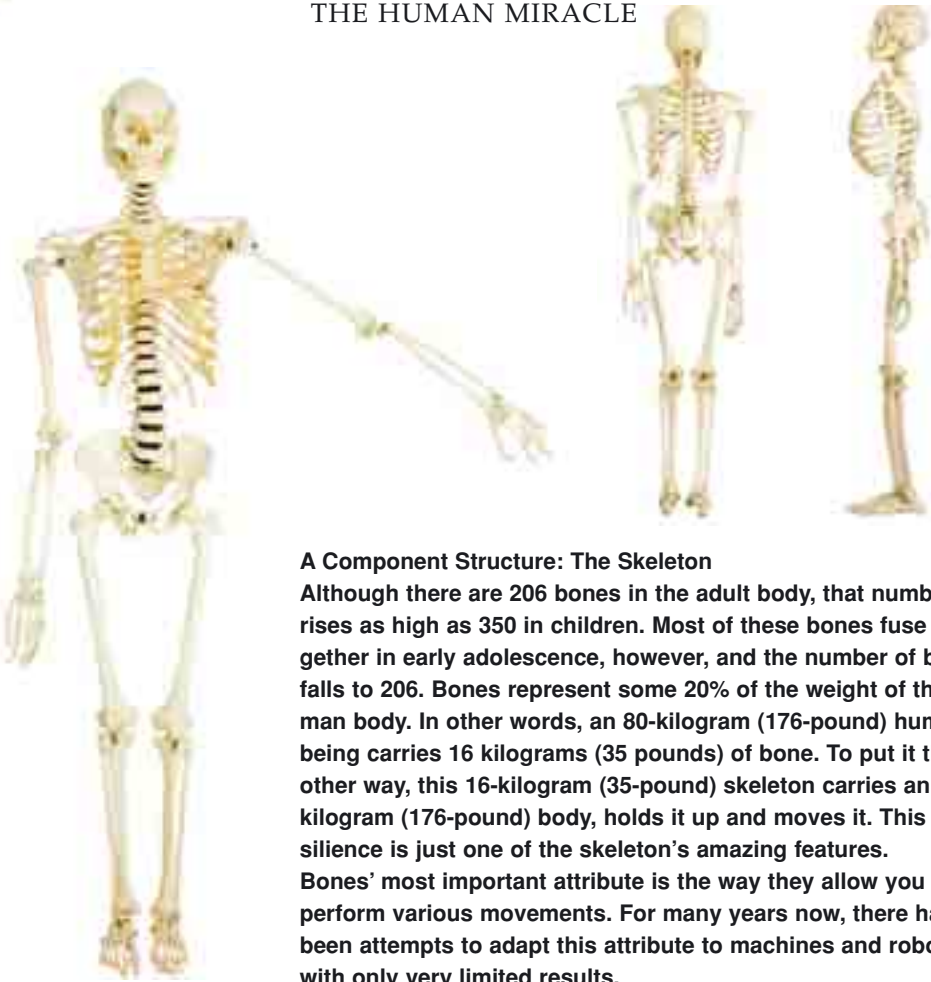 THE HUMAN MIRACLE
A Component Structure: The Skeleton
Although there are 206 bones in the adult body, that
rises as high as 350 in children. Most of these bones fuse
gether in early adolescence, however, and the number of
falls to 206. Bones represent some 20% of the weight of
man body. In other words, an 80-kilogram (176-pound)
being carries 16 kilograms (35 pounds) of bone. To put it
other way, this 16-kilogram (35-pound) skeleton carries an
kilogram (176-pound) body, holds it up and moves it. This
silience is just one of the skeleton's amazing features.
Bones' most important attribute is the way they allow you
perform various movements. For many years now, there
been attempts to adapt this attribute to machines and
with only very limited results.